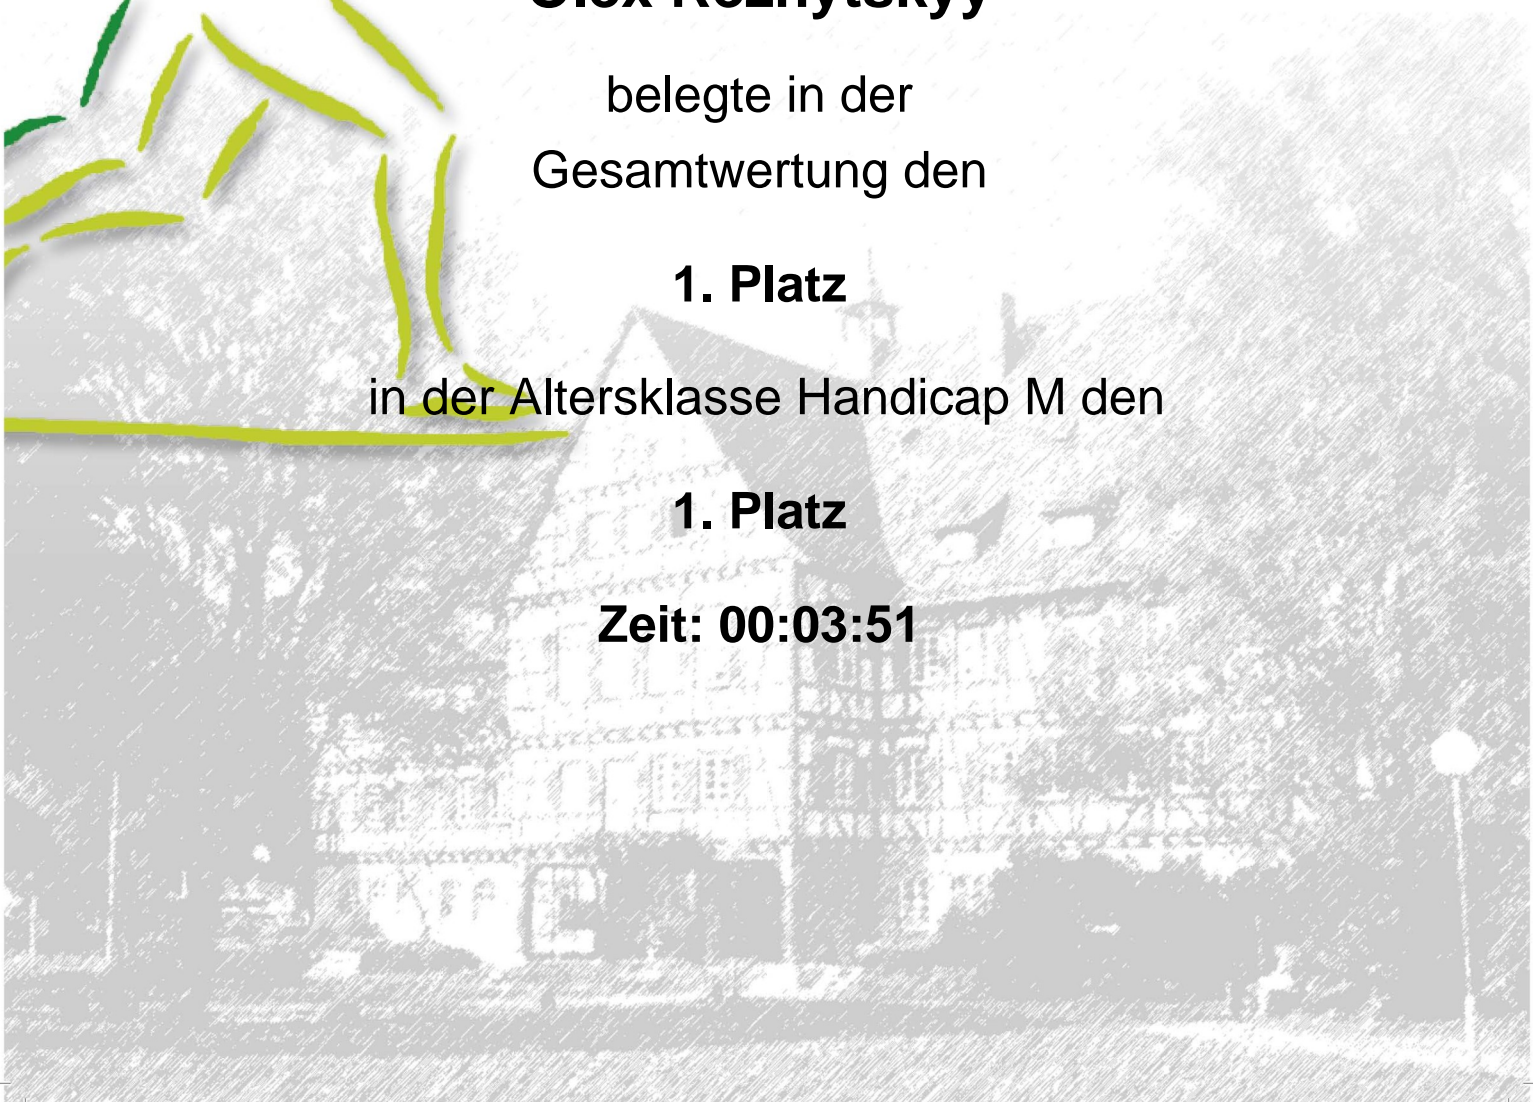 belegte in der
Gesamtwertung den
1. Platz
in der Altersklasse Handicap M den
1. Platz
Zeit: 00:03:51